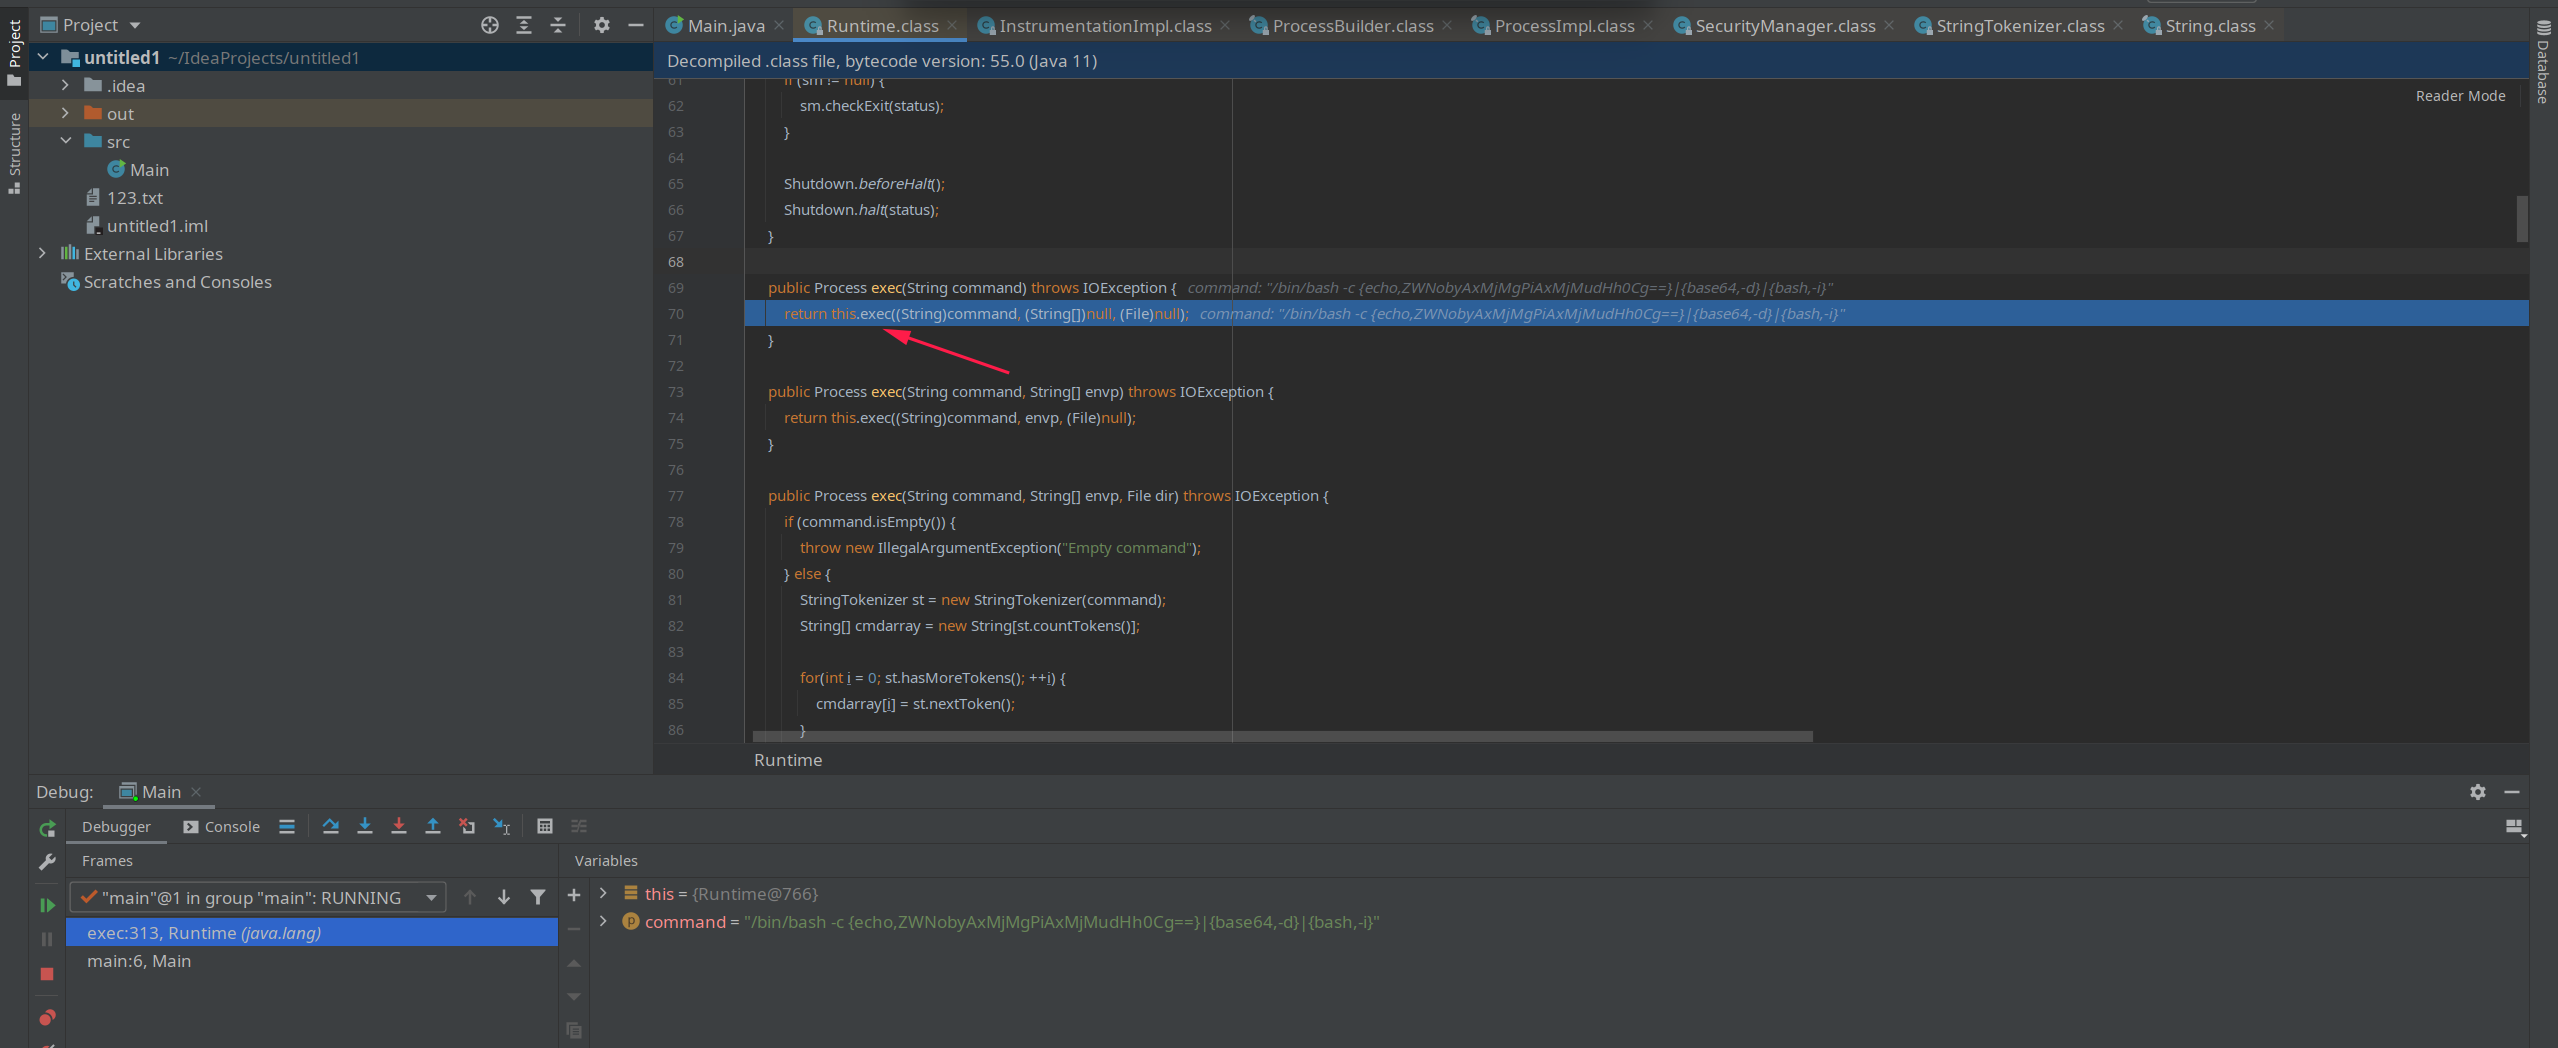 Project
Main.java
Runtime.class
InstrumentationImpl.class
ProcessBuilder.class
ProcessImpl.class
SecurityManager.class
StringTokenizer.class
String.class
Project
Structure
Database
untitled1 ~/IdeaProjects/untitled1
.idea
out
src
Main
123.txt
untitled1.iml
External Libraries
Scratches and Consoles
Decompiled .class file, bytecode version: 55.0 (Java 11)
Reader Mode
61 if (sm != null) {
62 sm.checkExit(status);
63 }
64
65 Shutdown.beforeHalt();
66 Shutdown.halt(status);
67 }
68
69 public Process exec(String command) throws IOException { command: "/bin/bash -c {echo,ZWNobyAxMjMgPiAxMjMudHh0Cg==}|{base64,-d}|{bash,-i}"
70 return this.exec((String)command, (String[])null, (File)null); command: "/bin/bash -c {echo,ZWNobyAxMjMgPiAxMjMudHh0Cg==}|{base64,-d}|{bash,-i}"
71 }
72
73 public Process exec(String command, String[] envp) throws IOException {
74 return this.exec((String)command, envp, (File)null);
75 }
76
77 public Process exec(String command, String[] envp, File dir) throws IOException {
78 if (command.isEmpty()) {
79 throw new IllegalArgumentException("Empty command");
80 } else {
81 StringTokenizer st = new StringTokenizer(command);
82 String[] cmdarray = new String[st.countTokens()];
83
84 for(int i = 0; st.hasMoreTokens(); ++i) {
85 cmdarray[i] = st.nextToken();
86 }
Runtime
Debug: Main
Debugger Console
Frames
Variables
"main"@1 in group "main": RUNNING
exec:313, Runtime (java.lang)
main:6, Main
this = {Runtime@766}
command = "/bin/bash -c {echo,ZWNobyAxMjMgPiAxMjMudHh0Cg==}|{base64,-d}|{bash,-i}"